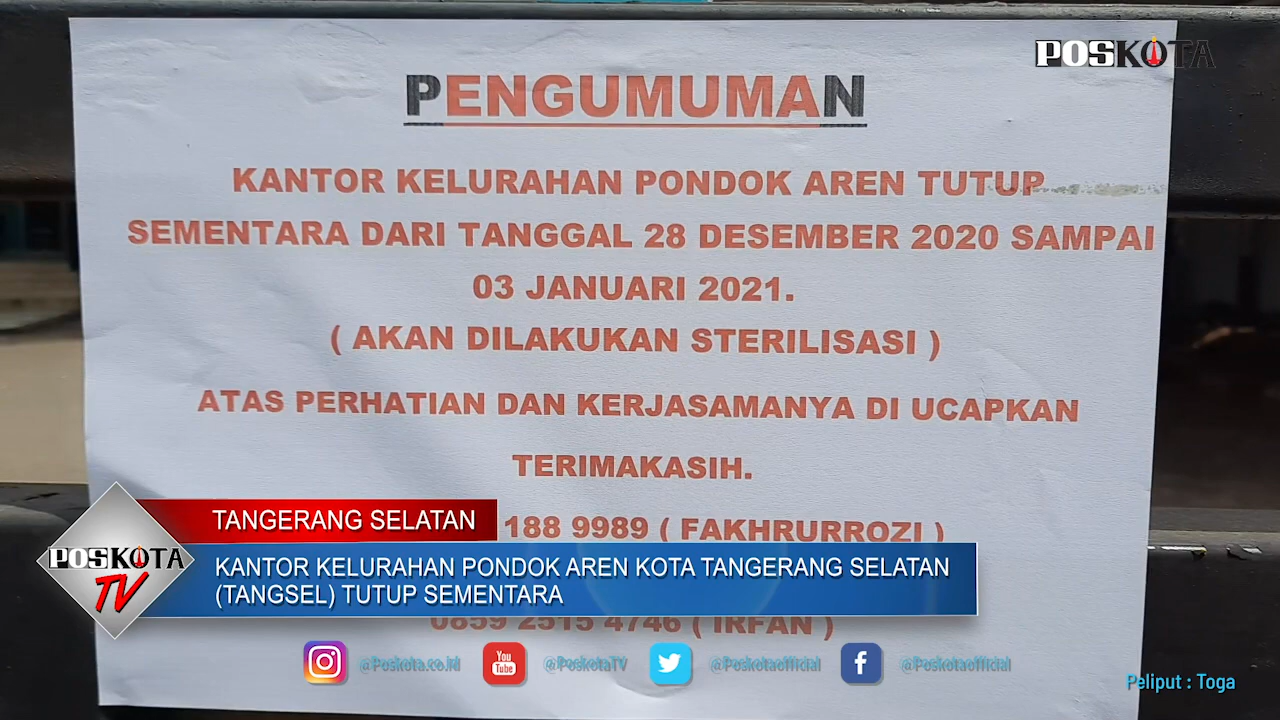 POSKOTA
PENGUMUMAN
KANTOR KELURAHAN PONDOK AREN TUTUP
SEMENTARA DARI TANGGAL 28 DESEMBER 2020 SAMPAI
03 JANUARI 2021.
( AKAN DILAKUKAN STERILISASI )
ATAS PERHATIAN DAN KERJASAMANYA DI UCAPKAN
TERIMAKASIH.
188 9989 ( FAKHRURROZI )
TANGERANG SELATAN
POSKOTA
TV
KANTOR KELURAHAN PONDOK AREN KOTA TANGERANG SELATAN
(TANGSEL) TUTUP SEMENTARA
0859 2515 4746 ( IRFAN )
You
Tube
@Poskota.co.id
@PoskotaTV
@Poskotaofficial
@Poskotaofficial
Peliput : Toga